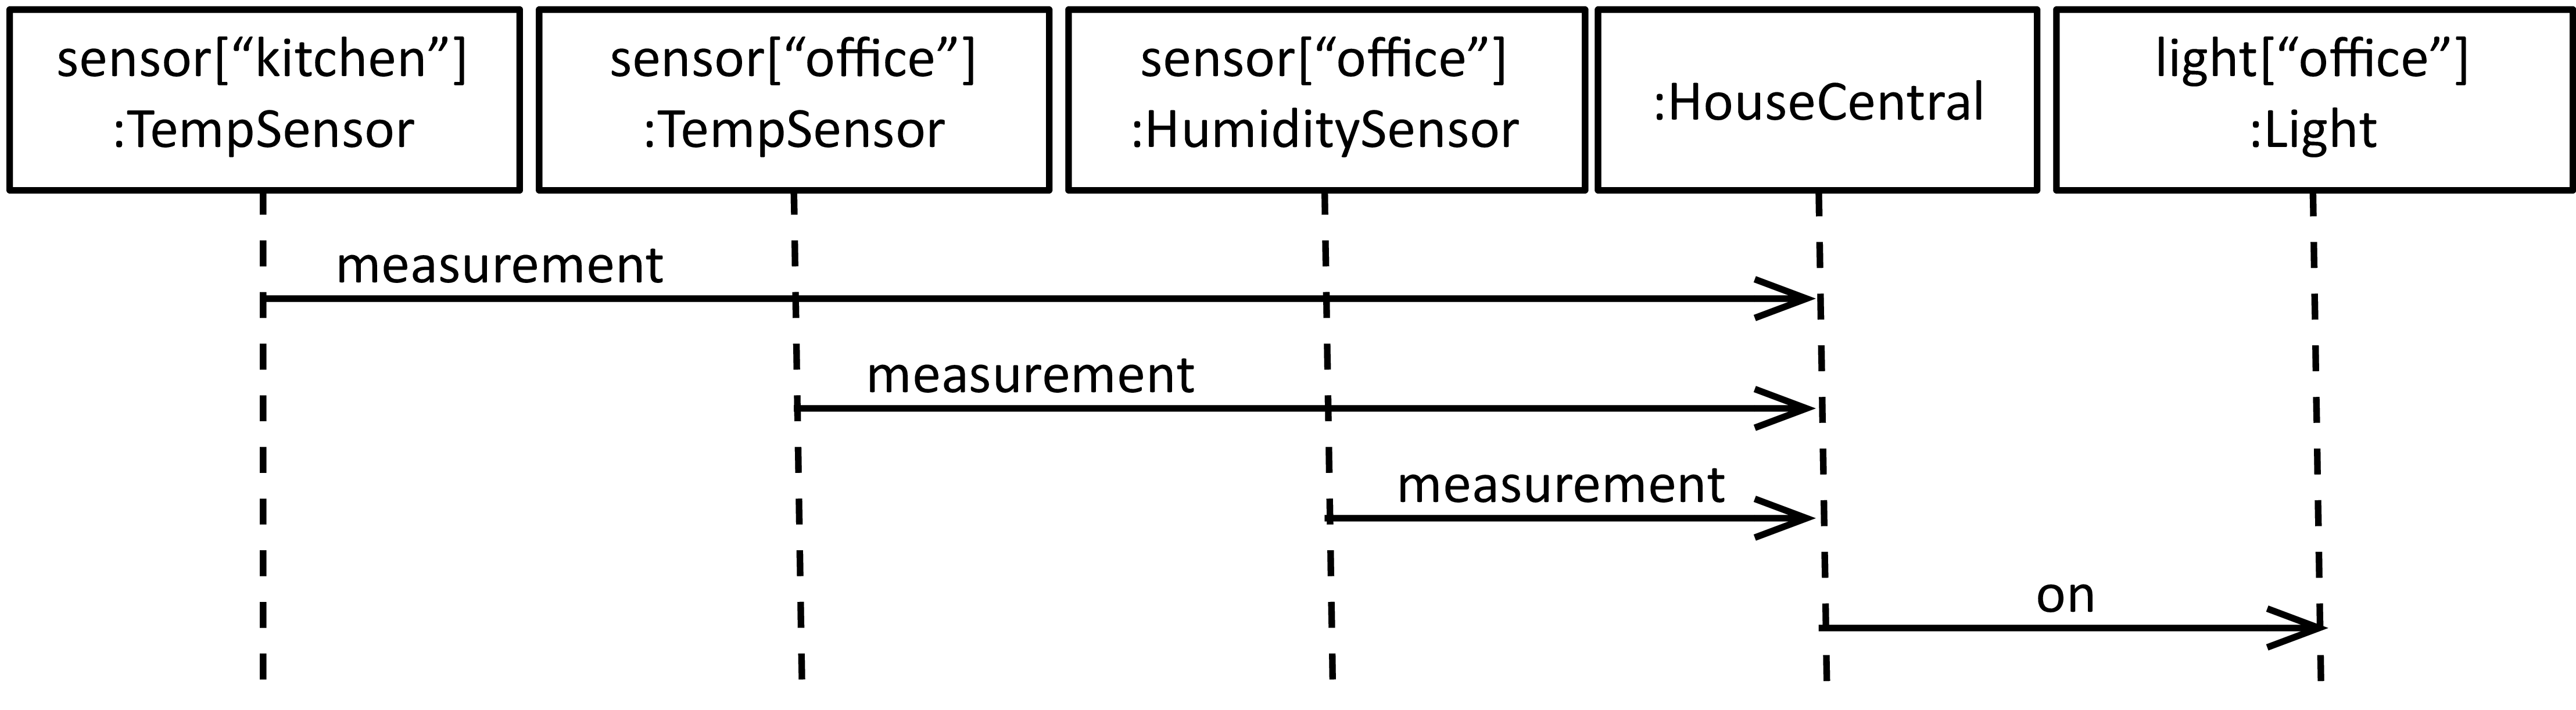 sensor[“kitchen”]
:TempSensor
sensor[“office”]
:TempSensor
sensor[“office”]
:HumiditySensor
:HouseCentral
light[“office”]
:Light
measurement
measurement
measurement
on